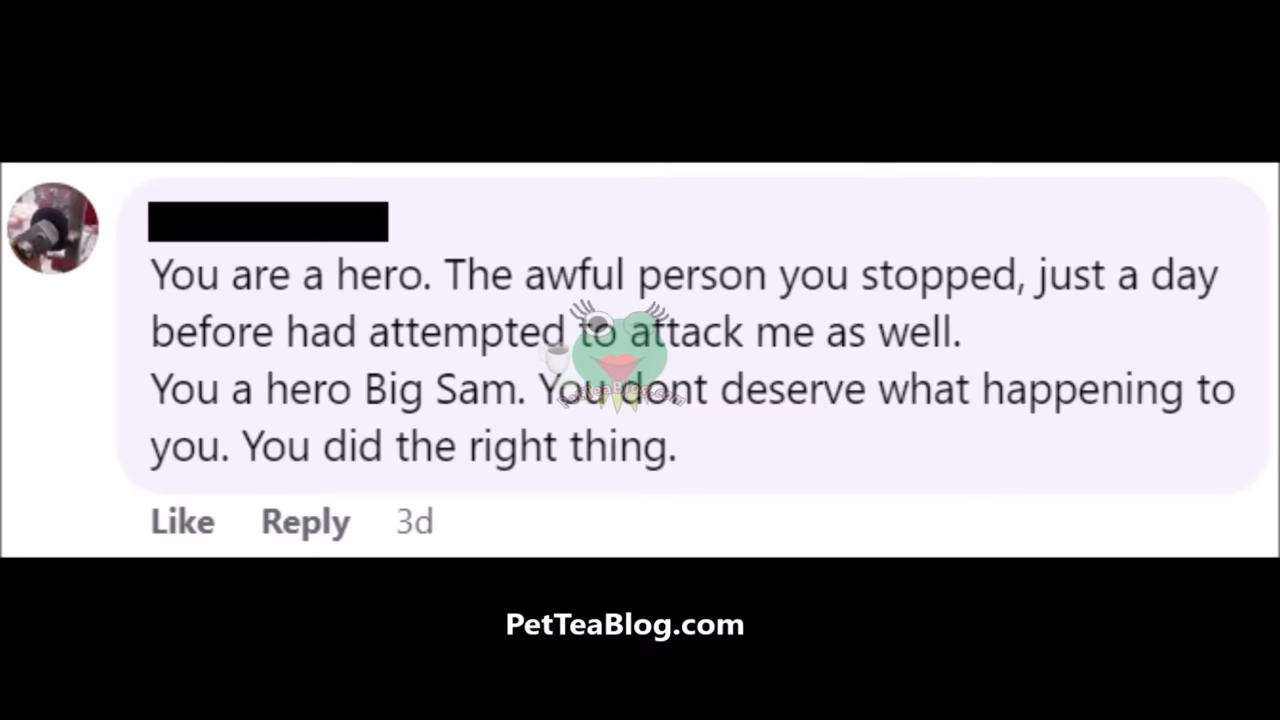 You are a hero. The awful person you stopped, just a day
before had attempted to attack me as well.
You a hero Big Sam. You dont deserve what happening to
you. You did the right thing.
Like Reply 3d
PetTeaBlog.com
PetTeaBlog.com